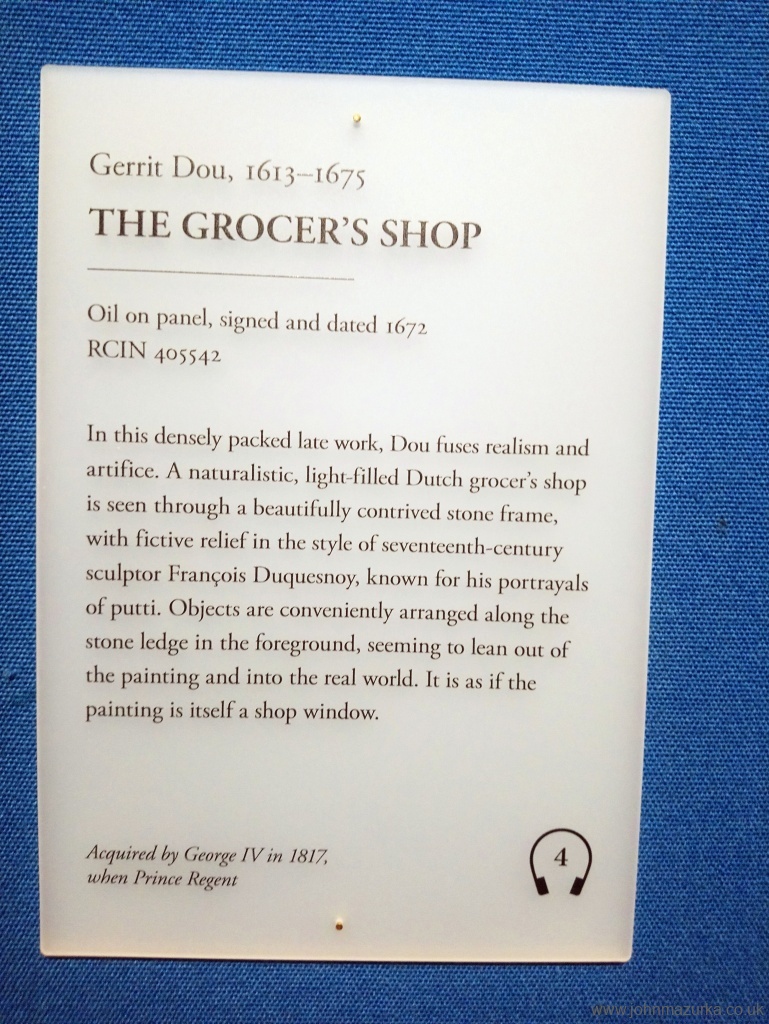 Gerrit Dou, 1613–1675
THE GROCER'S SHOP
Oil on panel, signed and dated 1672
RCIN 405542
In this densely packed late work, Dou fuses realism and
artifice. A naturalistic, light-filled Dutch grocer's shop
is seen through a beautifully contrived stone frame,
with fictive relief in the style of seventeenth-century
sculptor François Duquesnoy, known for his portrayals
of putti. Objects are conveniently arranged along the
stone ledge in the foreground, seeming to lean out of
the painting and into the real world. It is as if the
painting is itself a shop window.
Acquired by George IV in 1817,
when Prince Regent
4
www.johnmazurka.co.uk